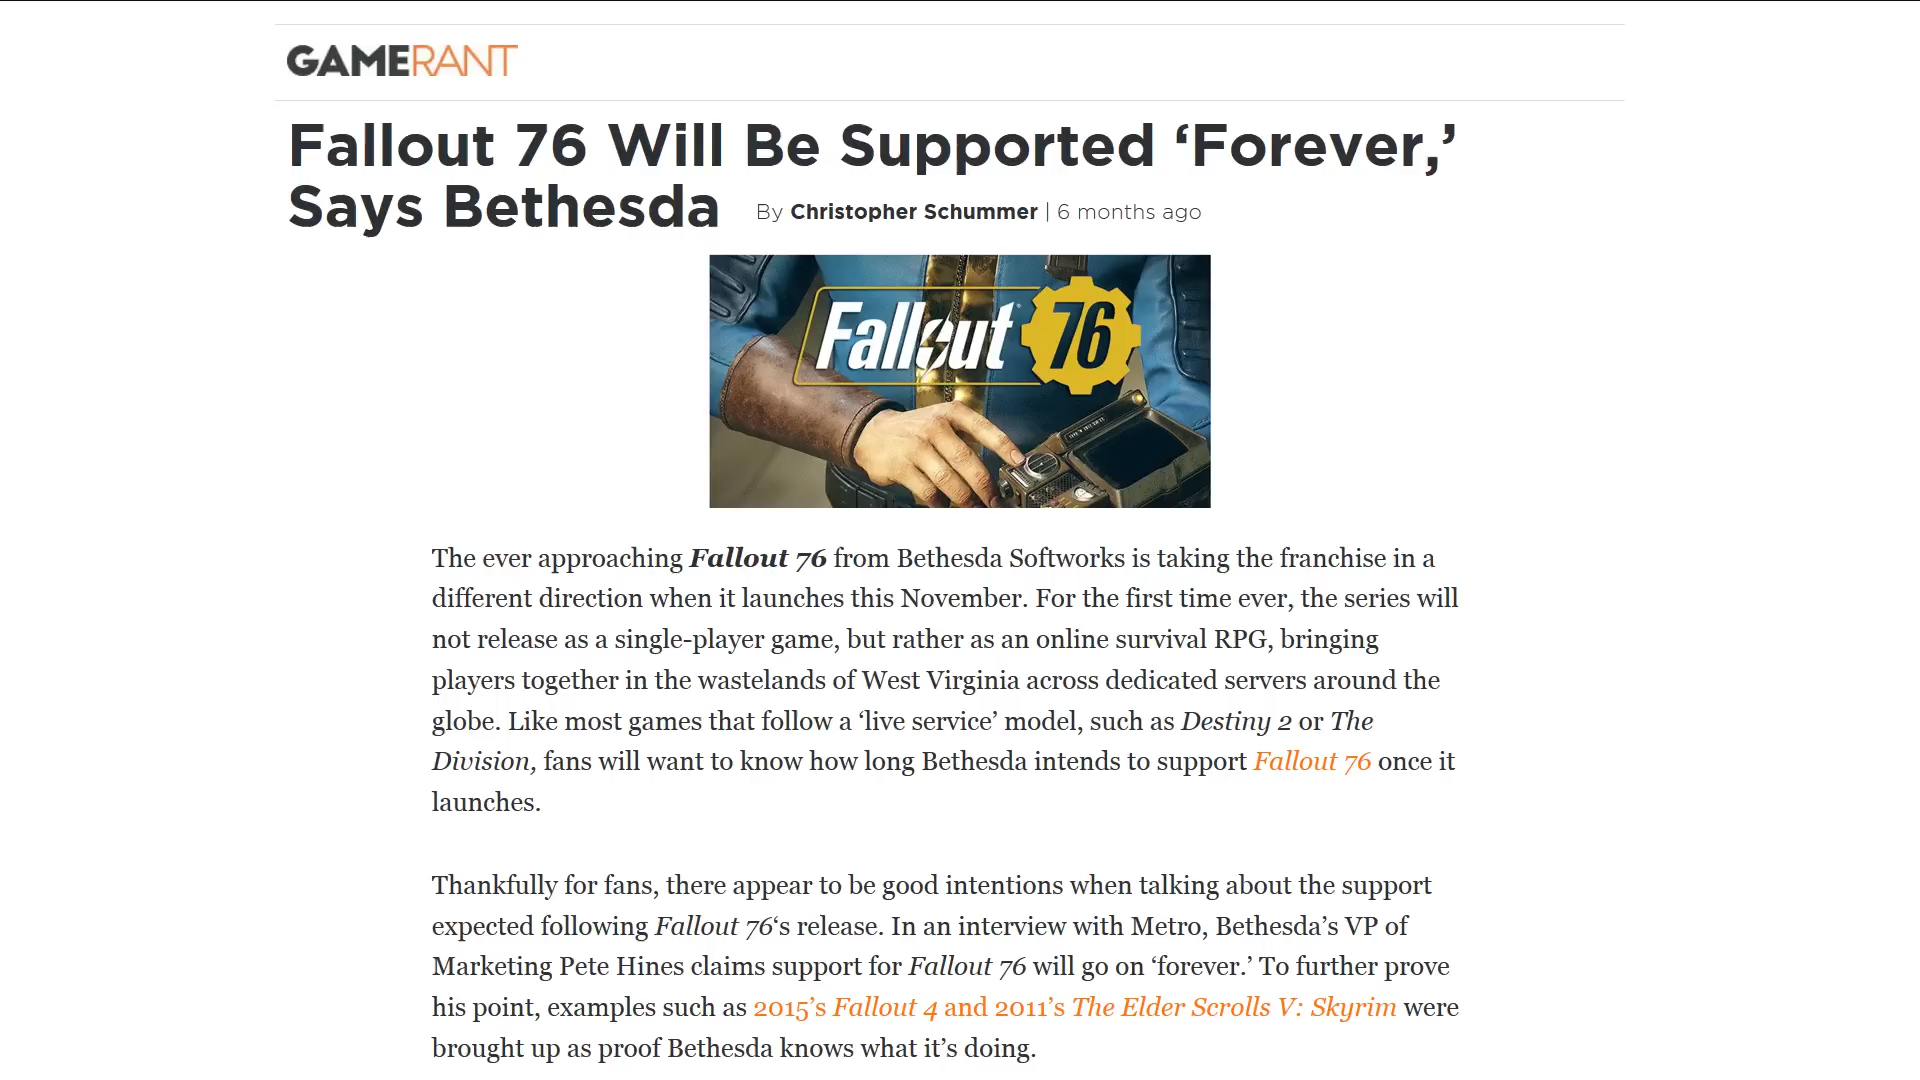 GAMERANT
Fallout 76 Will Be Supported ‘Forever,’
Says Bethesda
By Christopher Schummer | 6 months ago
Fallout 76
The ever approaching Fallout 76 from Bethesda Softworks is taking the franchise in a
different direction when it launches this November. For the first time ever, the series will
not release as a single-player game, but rather as an online survival RPG, bringing
players together in the wastelands of West Virginia across dedicated servers around the
globe. Like most games that follow a ‘live service’ model, such as Destiny 2 or The
Division, fans will want to know how long Bethesda intends to support Fallout 76 once it
launches.
Thankfully for fans, there appear to be good intentions when talking about the support
expected following Fallout 76‘s release. In an interview with Metro, Bethesda’s VP of
Marketing Pete Hines claims support for Fallout 76 will go on ‘forever.’ To further prove
his point, examples such as 2015’s Fallout 4 and 2011’s The Elder Scrolls V: Skyrim were
brought up as proof Bethesda knows what it’s doing.